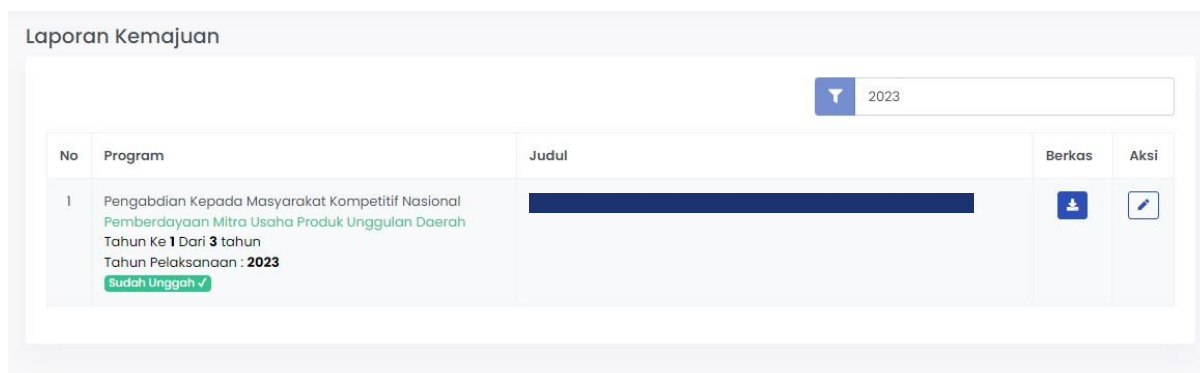 Laporan Kemajuan
2023
No Program Judul Berkas Aksi
1 Pengabdian Kepada Masyarakat Kompetitif Nasional
Pemberdayaan Mitra Usaha Produk Unggulan Daerah
Tahun Ke 1 Dari 3 tahun
Tahun Pelaksanaan : 2023
Sudah Unggah ✓